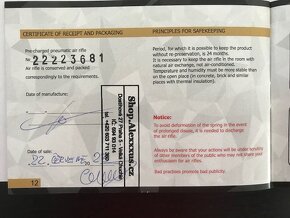 CERTIFICATE OF RECEIPT AND PACKAGING
Pre-charged pneumatic air rifle
№ 22223681
Air rifle is conserved and packed
correspondingly to the requirements.
Date of manufacture:
Date of
Shop-Alexxxus.cz
12
PRINCIPLES FOR SAFEKEEPING
Period, for which it is possible to keep the product
without re-preservation, is 24 months.
It is necessary to keep the air rifle in the room with
natural air exchange, not air-conditioned.
Temperature and humidity must be more stable than
on the open place (in concrete, brick and similar
places with thermal insulation).
Notice:
To avoid deformation of the spring in the event
of prolonged disuse, it is needed to discharge
the air rifle.
Always be aware that your actions will be under scrutiny of
other members of the public who may not share your
enthusiasm for all air rifles.
Bad practices promote bad publicity.